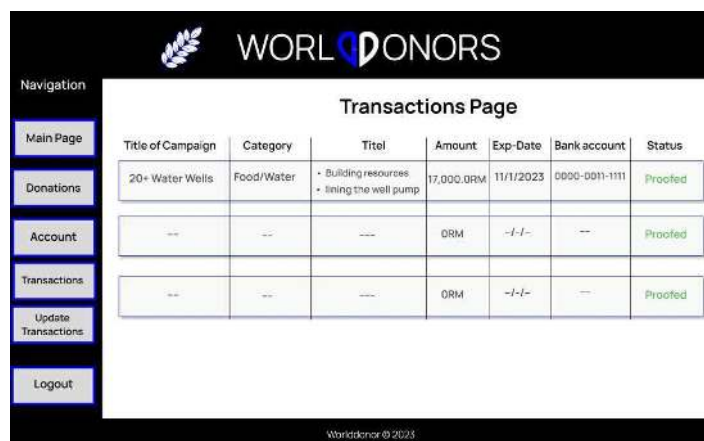 WORLDDONORS
Navigation
Main Page
Donations
Account
Transactions
Update
Transactions
Logout
Transactions Page
Title of Campaign Category Titel Amount Exp-Date Bank account Status
20+ Water Wells Food/Water • Building resources 17,000.0RM 11/1/2023 0000-0011-1111 Proofed
• lining the well pump
-- -- --- 0RM -/-/- -- Proofed
-- -- --- 0RM -/-/- -- Proofed
Worlddonor © 2023